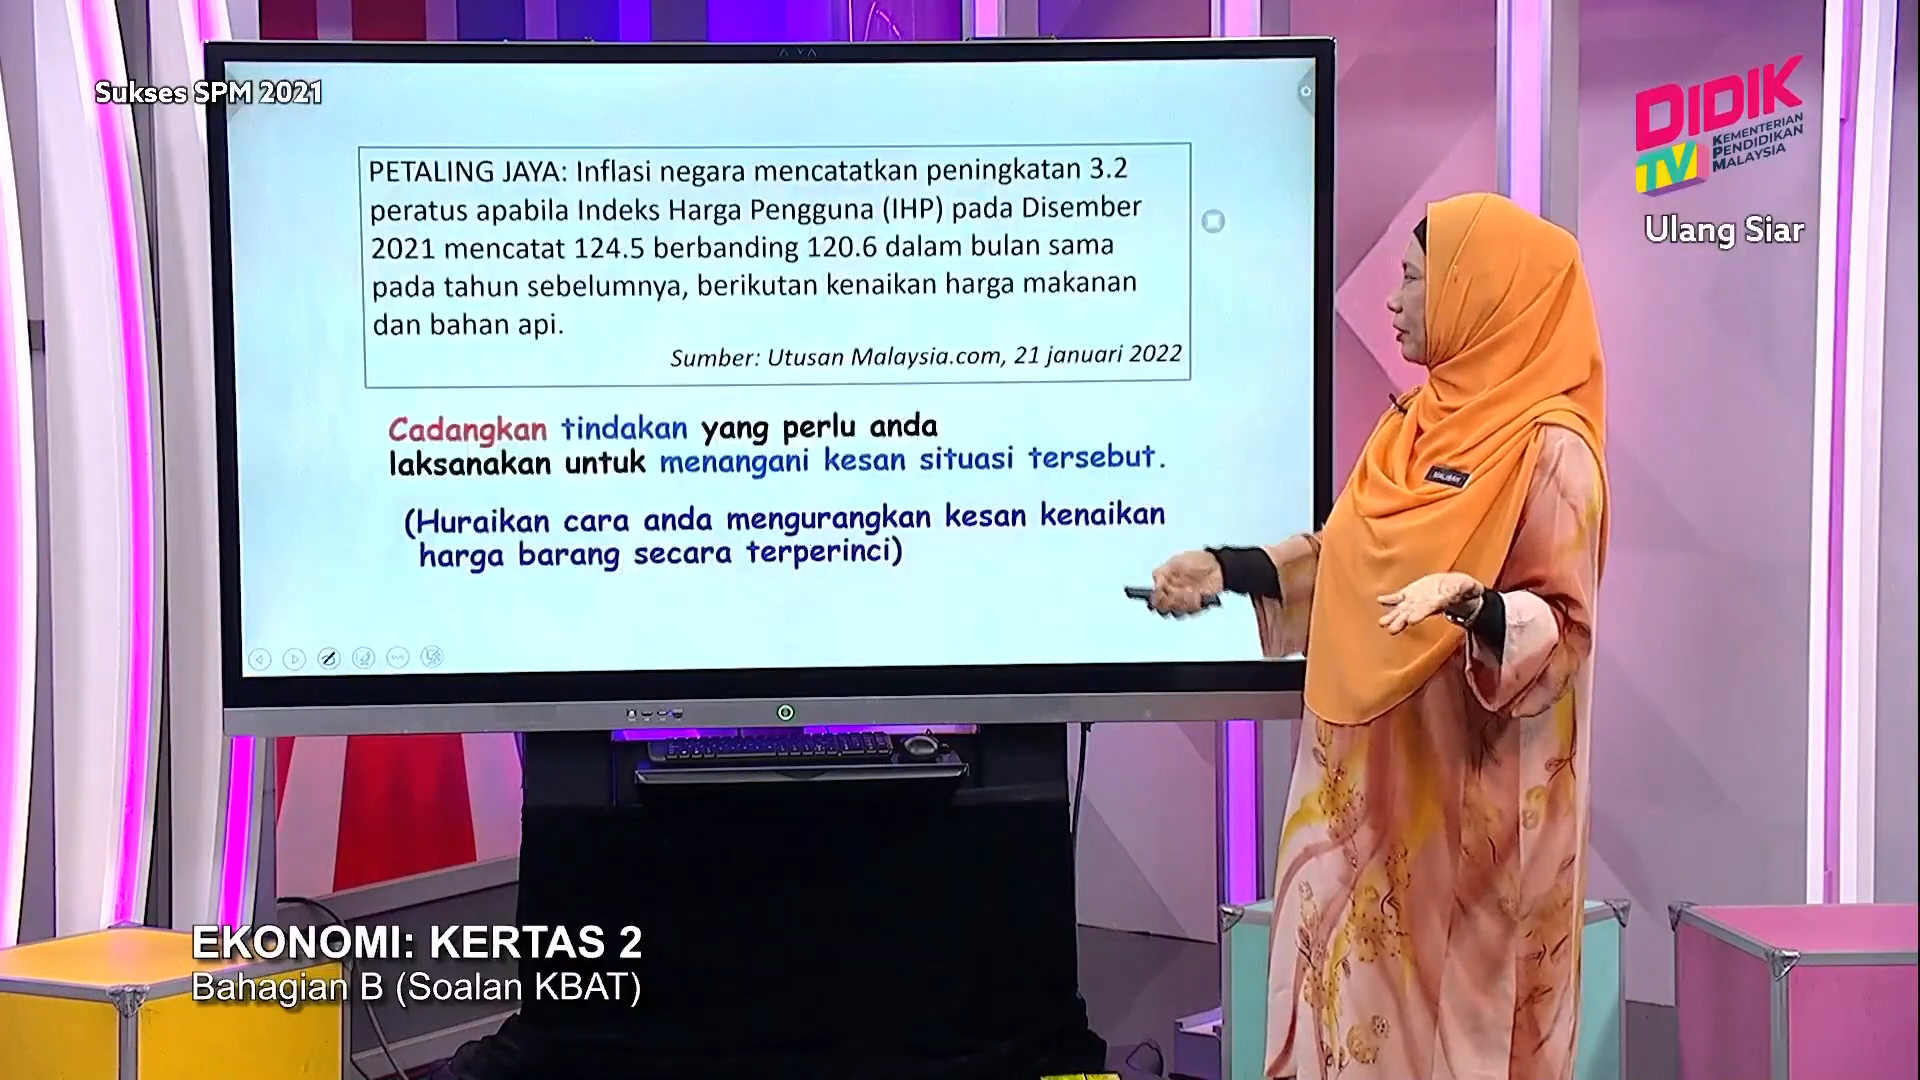 Sukses SPM 2021
DIDIK
TV
KEMENTERIAN
PENDIDIKAN
MALAYSIA
Ulang Siar
PETALING JAYA: Inflasi negara mencatatkan peningkatan 3.2
peratus apabila Indeks Harga Pengguna (IHP) pada Disember
2021 mencatat 124.5 berbanding 120.6 dalam bulan sama
pada tahun sebelumnya, berikutan kenaikan harga makanan
dan bahan api.
Sumber: Utusan Malaysia.com, 21 januari 2022
Cadangkan tindakan yang perlu anda
laksanakan untuk menangani kesan situasi tersebut.
(Huraikan cara anda mengurangkan kesan kenaikan
harga barang secara terperinci)
EKONOMI: KERTAS 2
Bahagian B (Soalan KBAT)